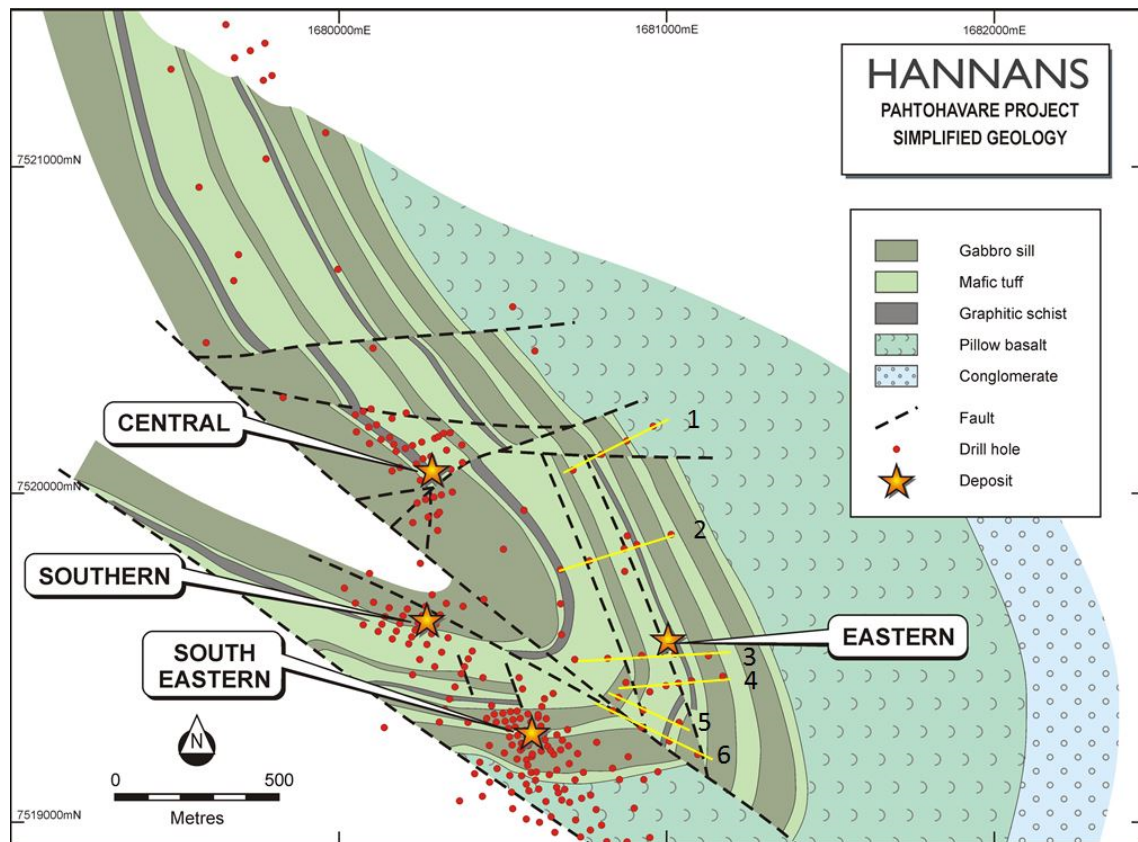 1680000mE
1681000mE
1682000mE
HANNANS
PAHTOHAVARE PROJECT
SIMPLIFIED GEOLOGY
7521000mN
Gabbro sill
Mafic tuff
Graphitic schist
Pillow basalt
Conglomerate
Fault
Drill hole
Deposit
1
CENTRAL
7520000mN
2
SOUTHERN
EASTERN
SOUTH
EASTERN
3
4
5
6
N
0
500
Metres
7519000mN